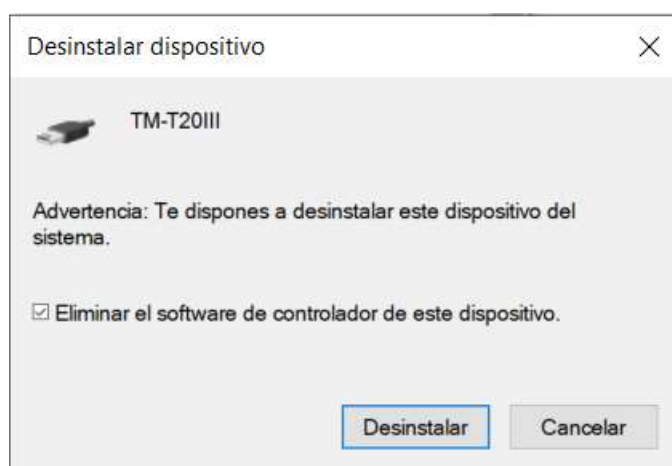 Desinstalar dispositivo
TM-T20III
Advertencia: Te dispones a desinstalar este dispositivo del
sistema.
Eliminar el software de controlador de este dispositivo.
Desinstalar
Cancelar